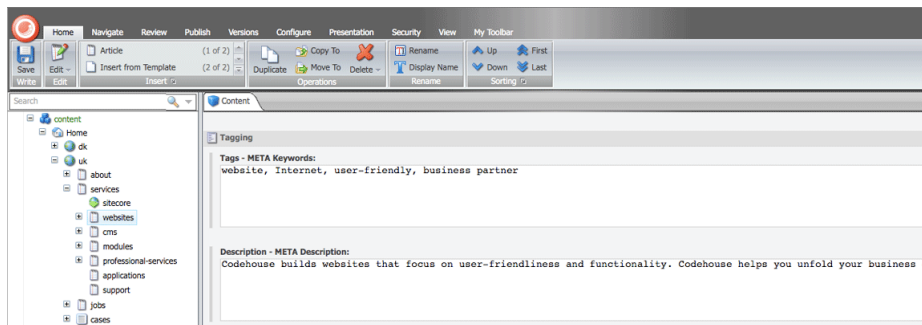 Home Navigate Review Publish Versions Configure Presentation Security View My Toolbar
Article (1 of 2) Copy To Rename Up First
Save Edit Insert from Template (2 of 2) Duplicate Move To Delete Display Name Down Last
Write Edit Insert Operations Rename Sorting
Search Content
content
Home
dk
uk
about
services
sitecore
websites
cms
modules
professional-services
applications
support
jobs
cases
Tagging
Tags - META Keywords:
website, Internet, user-friendly, business partner
Description - META Description:
Codehouse builds websites that focus on user-friendliness and functionality. Codehouse helps you unfold your business